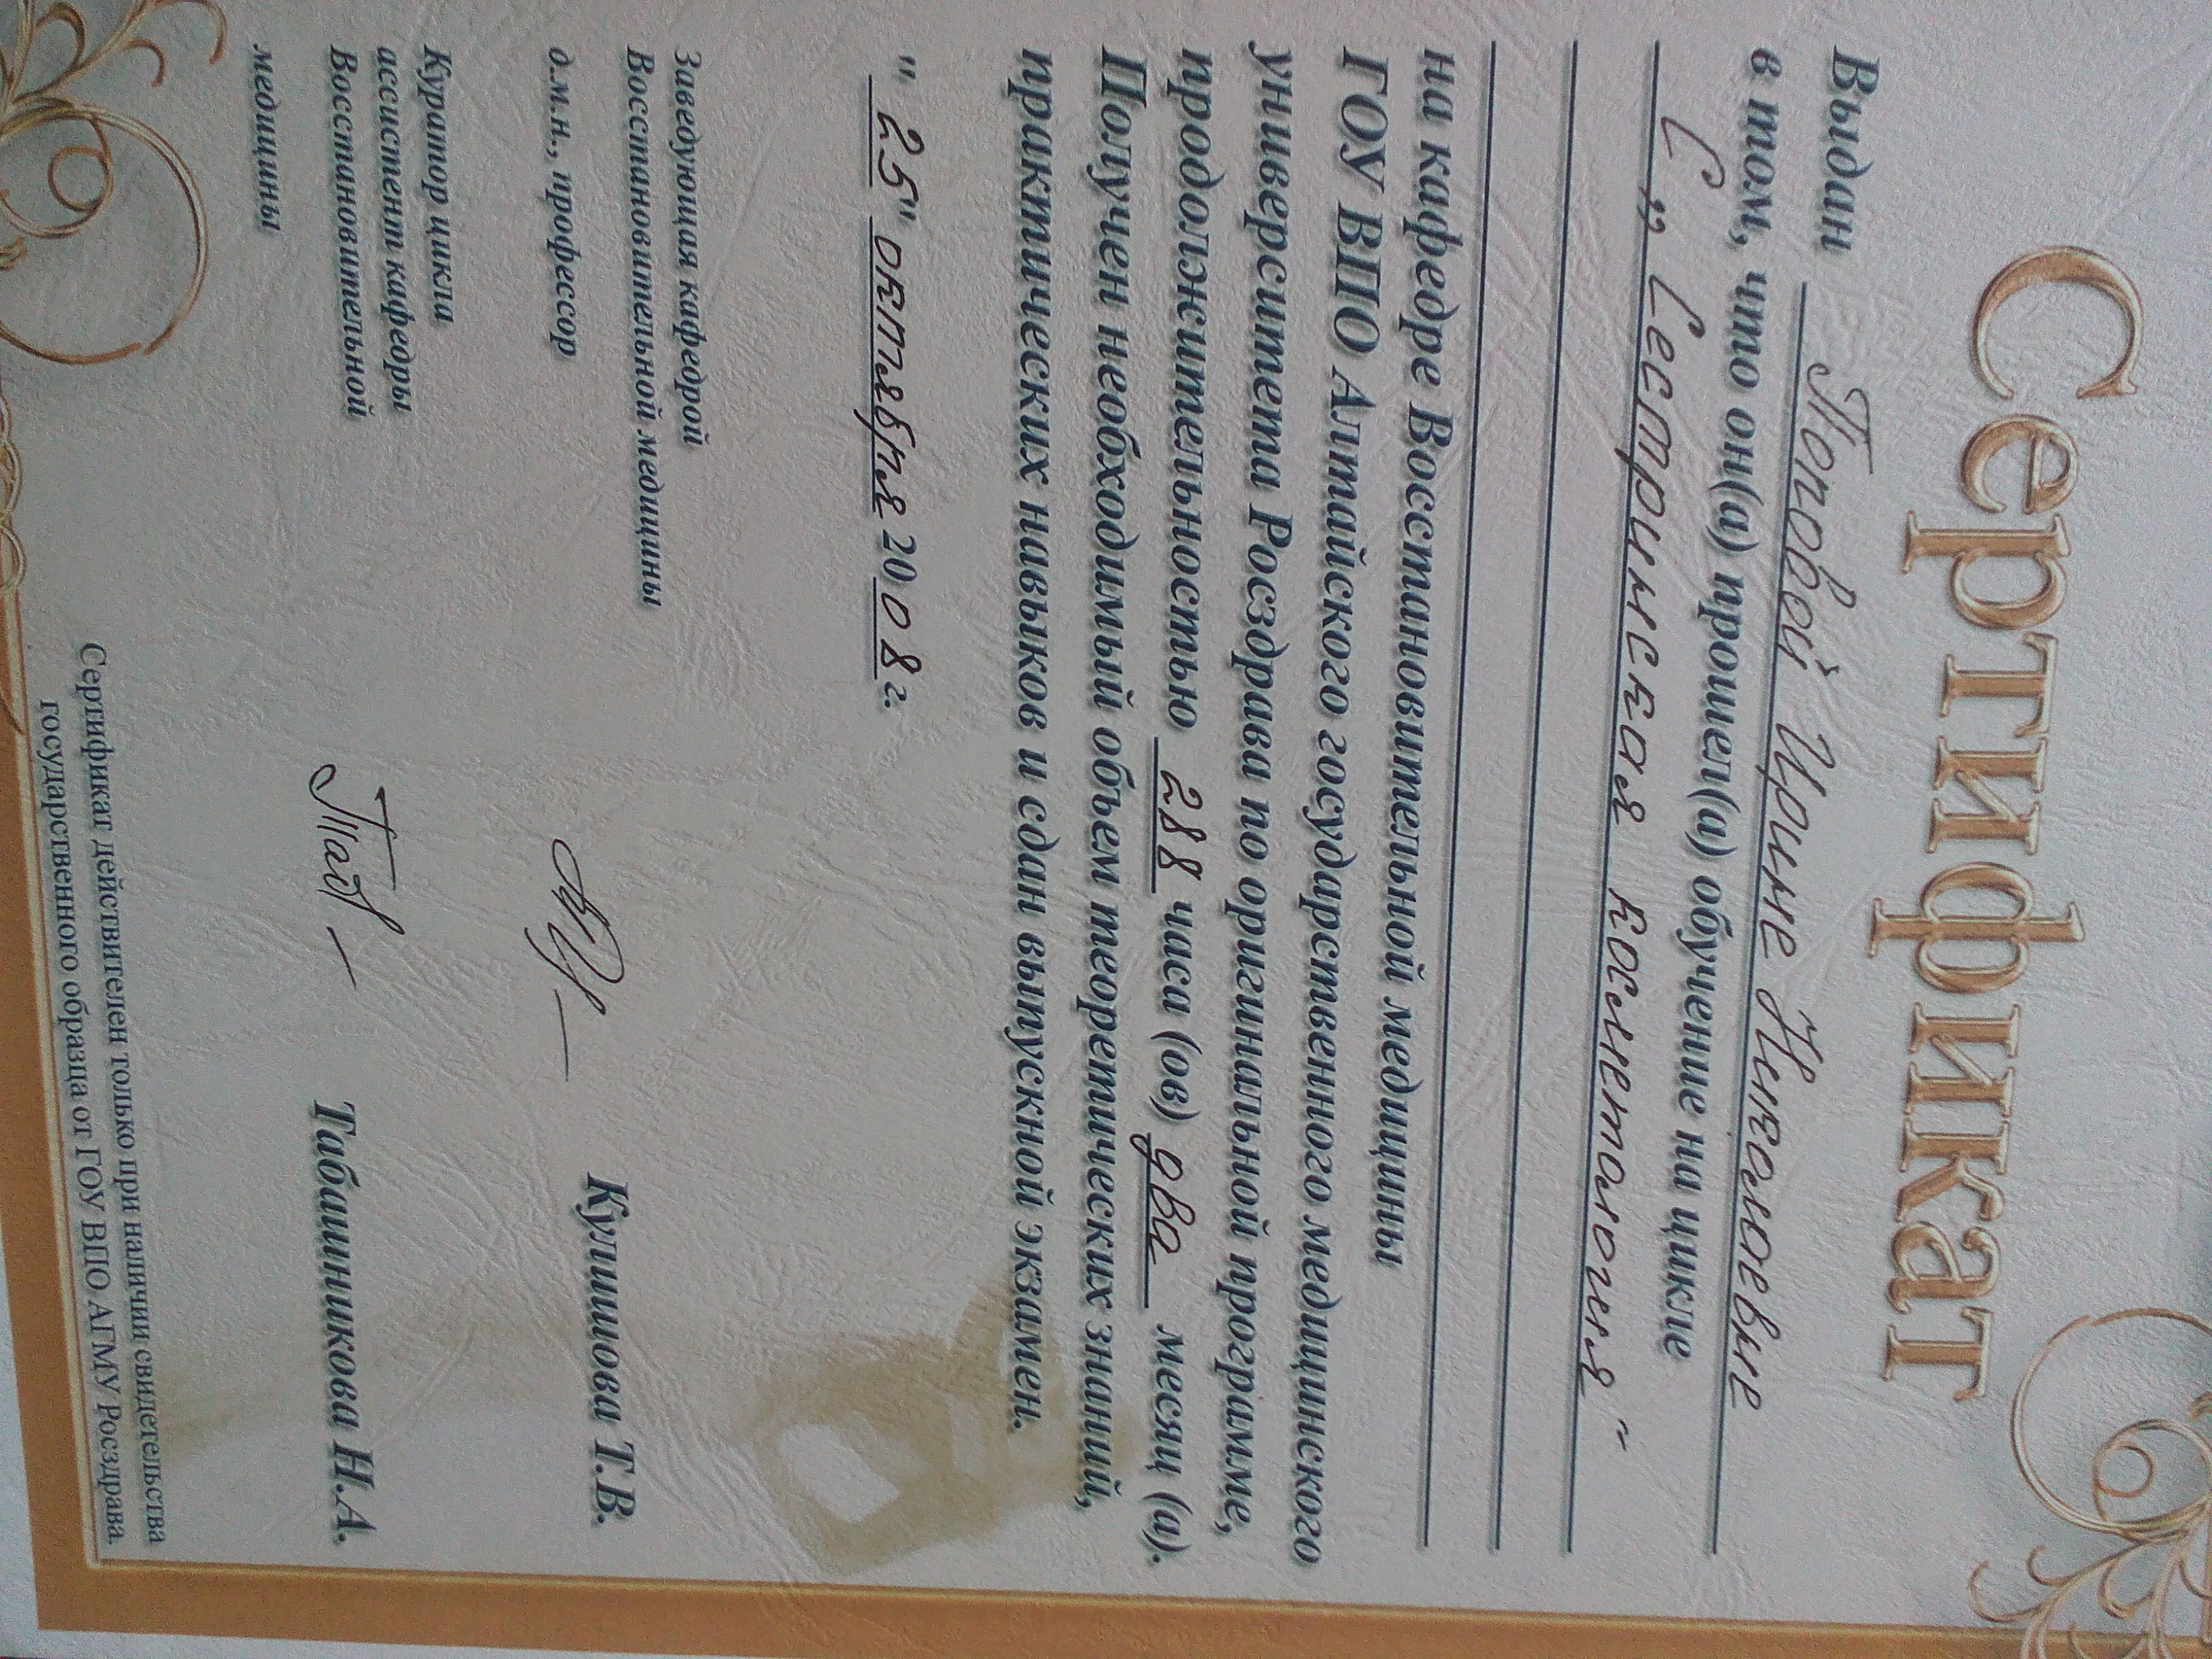 Сертификат
Выдан Поповой Ирине Николаевне
в том, что он(а) прошел(а) обучение на цикле
С „ Сестринская косметология"
на кафедре Восстановительной медицины
ГОУ ВПО Алтайского государственного медицинского
университета Росздрава по оригинальной программе,
продолжительностью 288 часа (ов) два месяц (а).
Получен необходимый объем теоретических знаний,
практических навыков и сдан выпускной экзамен.
" 25" октября 20 08 г.
Заведующая кафедрой
Восстановительной медицины
д.м.н., профессор
Кулишова Т.В.
Куратор цикла
ассистент кафедры
Восстановительной
медицины
Табашникова Н.А.
Сертификат действителен только при наличии свидетельства
государственного образца от ГОУ ВПО АГМУ Росздрава.